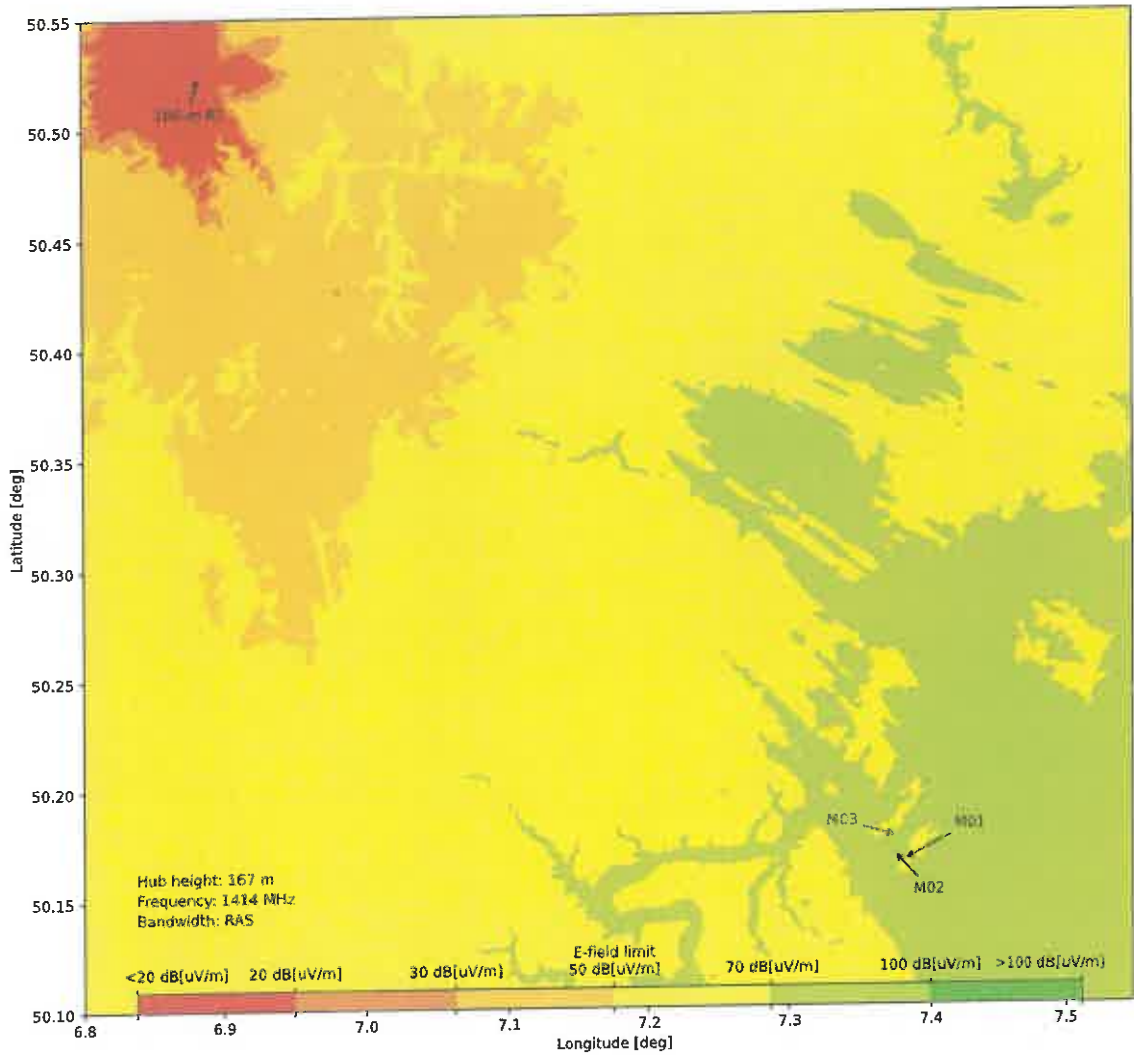 50.55
50.50
50.45
50.40
50.35
50.30
50.25
50.20
50.15
50.10
Latitude [deg]
M03
M01
M02
Hub height: 167 m
Frequency: 1414 MHz
Bandwidth: RAS
E-field limit
<20 dB[uV/m] 20 dB[uV/m] 30 dB[uV/m] 50 dB[uV/m] 70 dB[uV/m] 100 dB[uV/m] >100 dB[uV/m]
6.8 6.9 7.0 7.1 7.2 7.3 7.4 7.5
Longitude [deg]